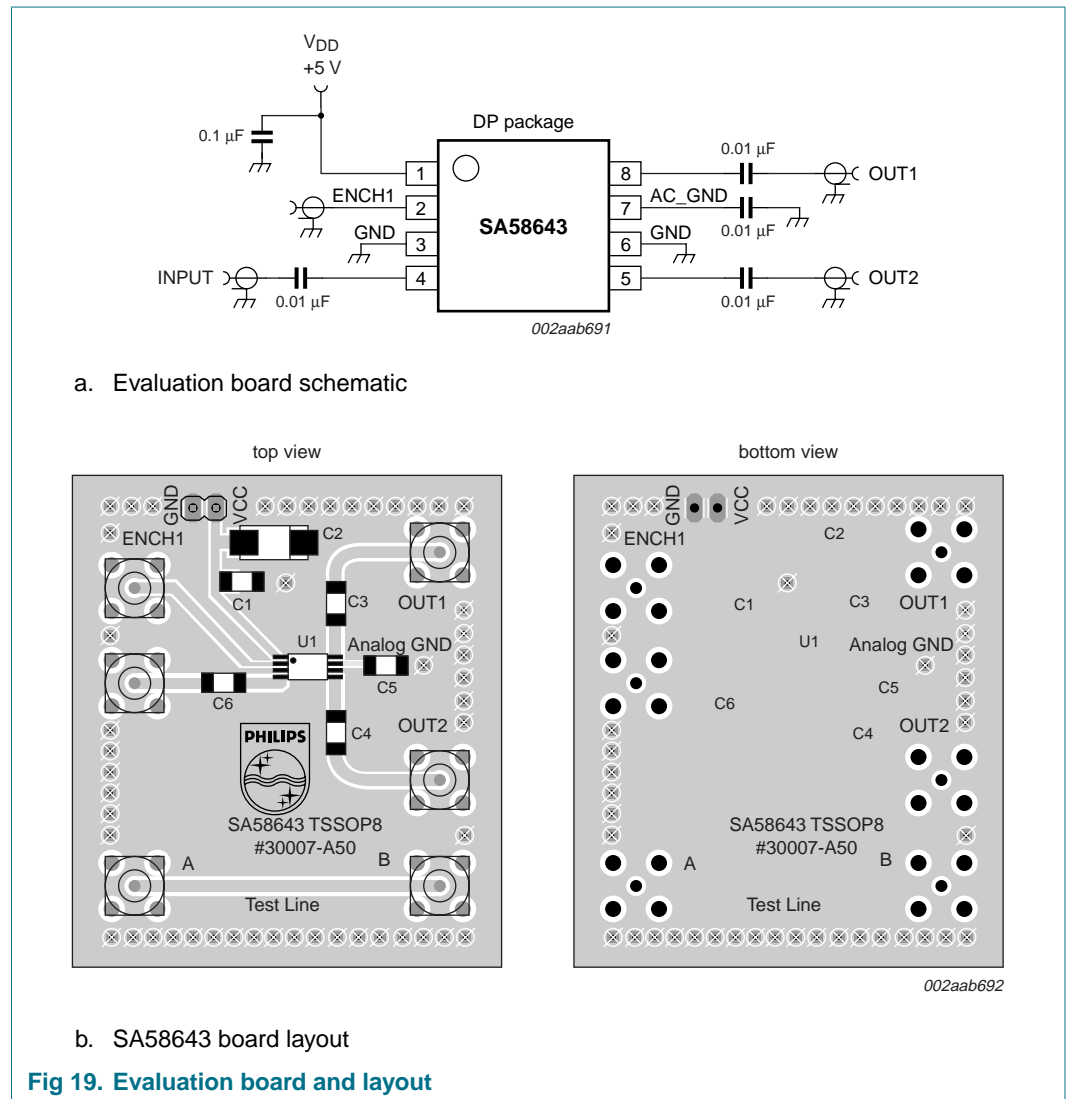 VDD
+5 V
0.1 μF
DP package
0.01 μF
1
8
OUT1
ENCH1
2
7
AC_GND
SA58643
0.01 μF
GND
3
6
GND
INPUT
4
5
OUT2
0.01 μF
0.01 μF
002aab691
a. Evaluation board schematic
top view
GND
VCC
ENCH1
C2
C1
C3
OUT1
U1
Analog GND
C5
C6
C4
OUT2
PHILIPS
SA58643 TSSOP8
#30007-A50
A
B
Test Line
bottom view
GND
VCC
ENCH1
C2
C1
C3
OUT1
U1
Analog GND
C5
C6
C4
OUT2
SA58643 TSSOP8
#30007-A50
A
B
Test Line
002aab692
b. SA58643 board layout
Fig 19. Evaluation board and layout